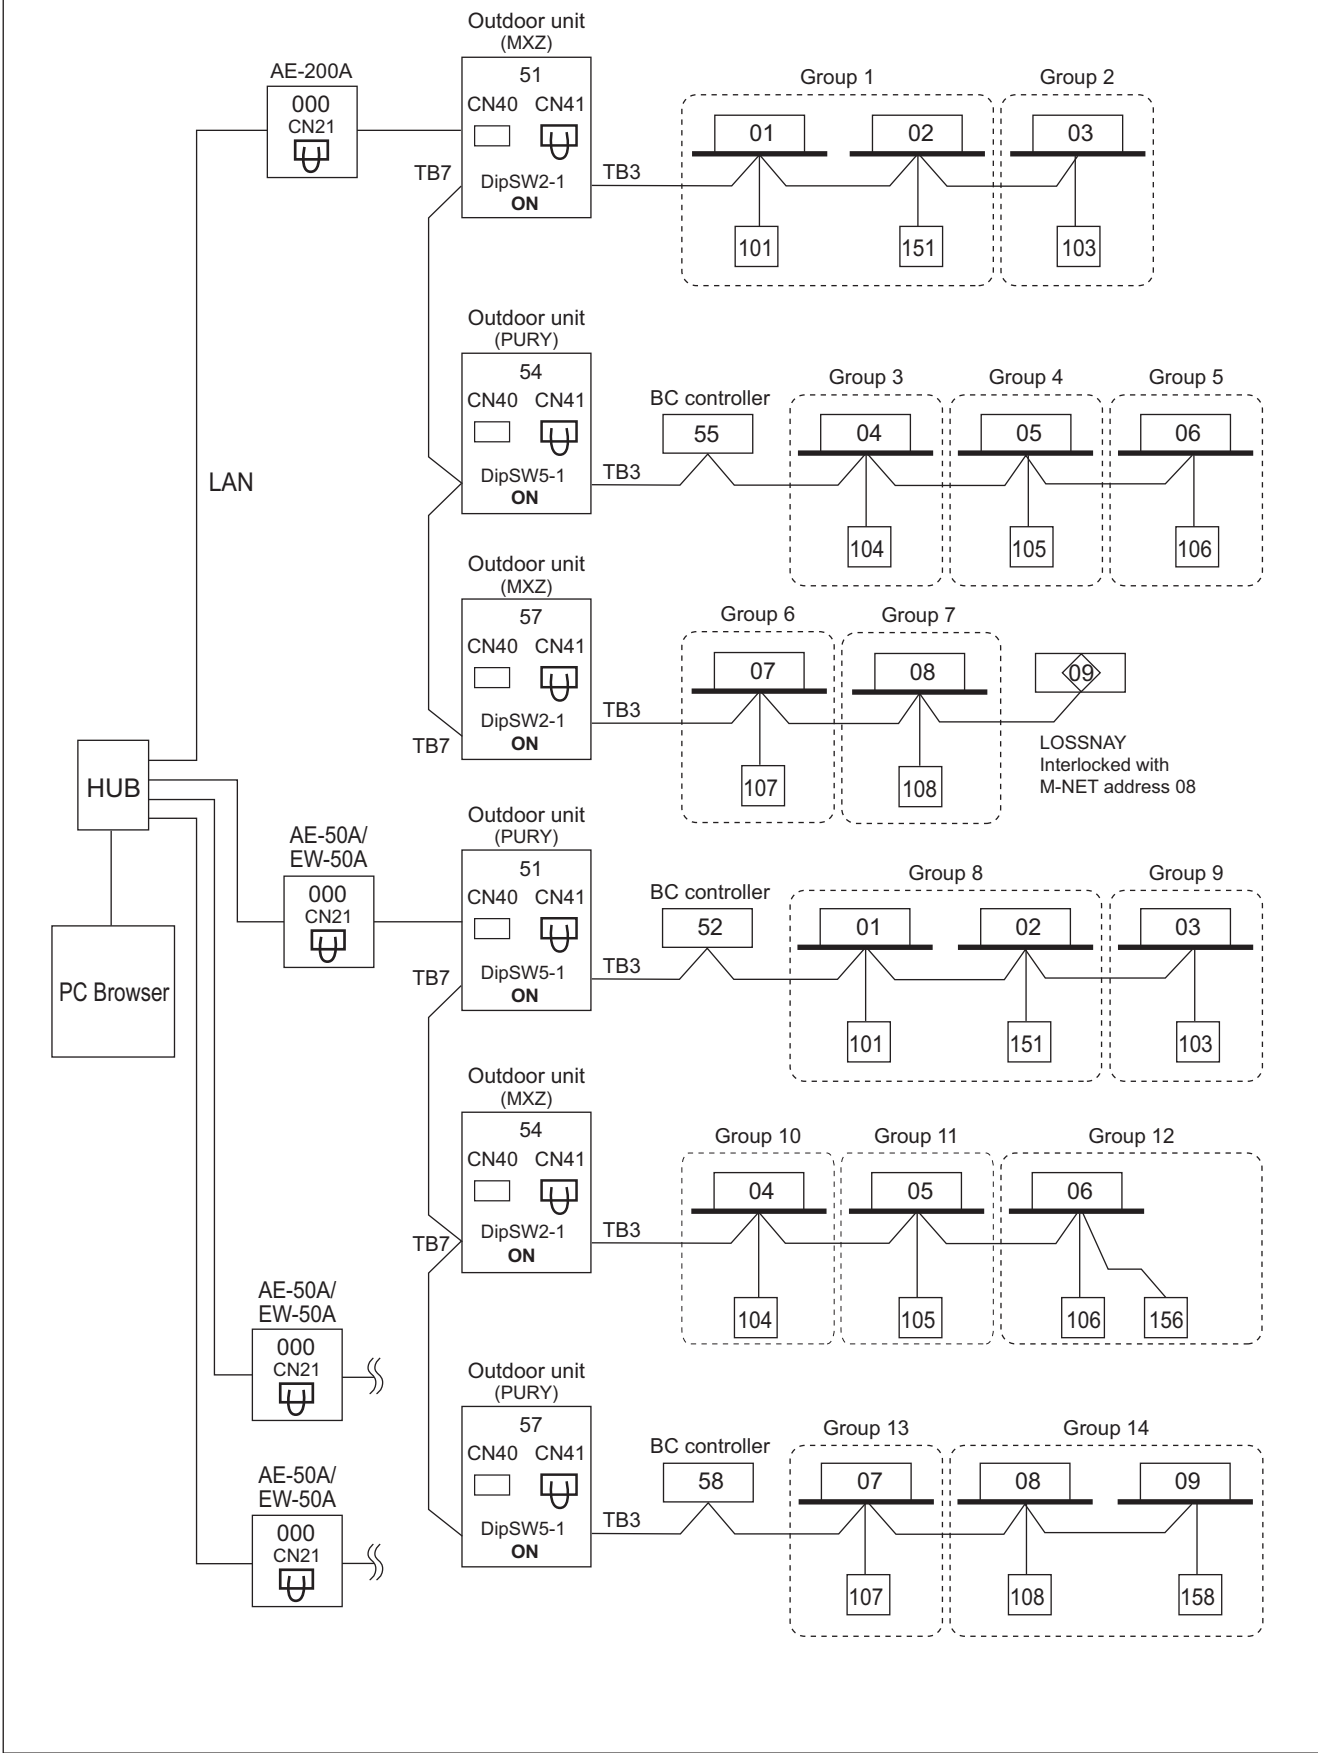 Outdoor unit
(MXZ)
AE-200A
51
Group 1
Group 2
000
CN40 CN41
CN21
01
02
03
TB7
DipSW2-1
TB3
ON
101
151
103
Outdoor unit
(PURY)
54
Group 3
Group 4
Group 5
CN40 CN41
BC controller
55
04
05
06
DipSW5-1
TB3
LAN
ON
104
105
106
Outdoor unit
(MXZ)
57
Group 6
Group 7
CN40 CN41
07
08
09
DipSW2-1
TB3
TB7
ON
LOSSNAY
Interlocked with
M-NET address 08
107
108
HUB
Outdoor unit
(PURY)
AE-50A/
EW-50A
51
Group 8
Group 9
000
CN40 CN41
BC controller
CN21
52
01
02
03
TB7
DipSW5-1
TB3
PC Browser
ON
101
151
103
Outdoor unit
(MXZ)
54
Group 10
Group 11
Group 12
CN40 CN41
04
05
06
TB7
DipSW2-1
TB3
ON
104
105
106
156
AE-50A/
EW-50A
000
CN21
Outdoor unit
(PURY)
57
Group 13
Group 14
CN40 CN41
BC controller
AE-50A/
EW-50A
58
07
08
09
000
CN21
DipSW5-1
TB3
ON
107
108
158